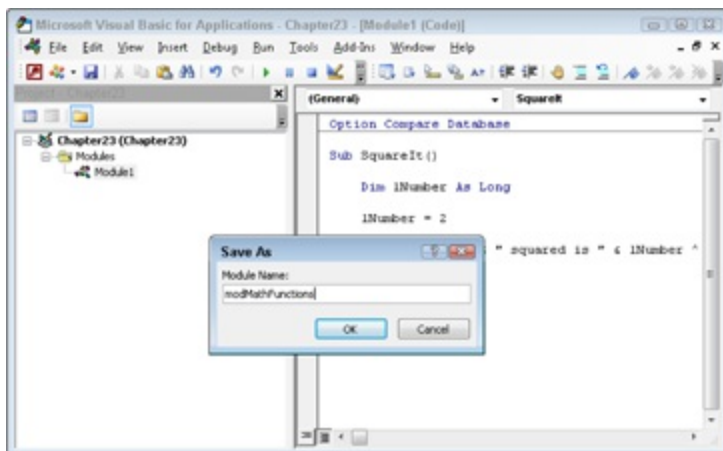 Microsoft Visual Basic for Applications - Chapter23 - [Module1 (Code)]
File Edit View Insert Debug Run Tools Add-Ins Window Help
Project - Chapter23
(General) SquareIt
Chapter23 (Chapter23)
Modules
Module1
Option Compare Database
Sub SquareIt()
Dim lNumber As Long
lNumber = 2
" squared is " & lNumber ^
Save As
Module Name:
modMathFunctions
OK Cancel